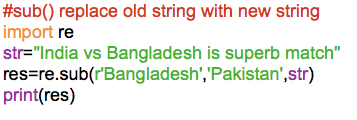 #sub() replace old string with new string
import re
str="India vs Bangladesh is superb match"
res=re.sub(r'Bangladesh','Pakistan',str)
print(res)